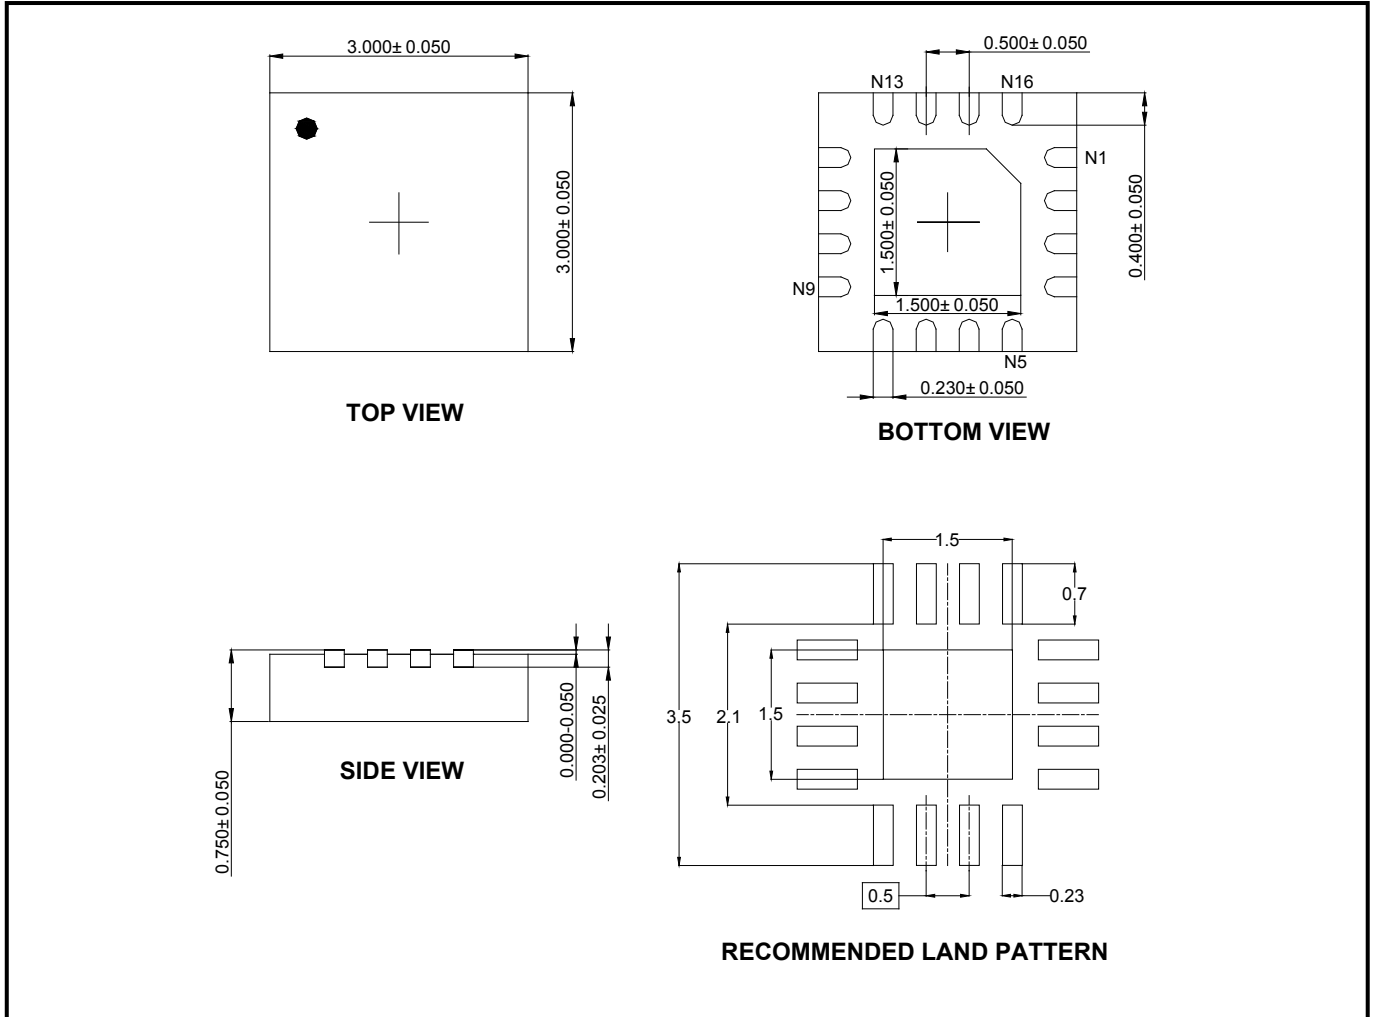 3.000± 0.050
3.000± 0.050
TOP VIEW
0.500± 0.050
N13
N16
N1
0.400± 0.050
1.500± 0.050
1.500± 0.050
N9
N5
0.230± 0.050
BOTTOM VIEW
0.750± 0.050
0.000-0.050
0.203± 0.025
SIDE VIEW
1.5
0.7
3.5
2.1
1.5
0.5
0.23
RECOMMENDED LAND PATTERN